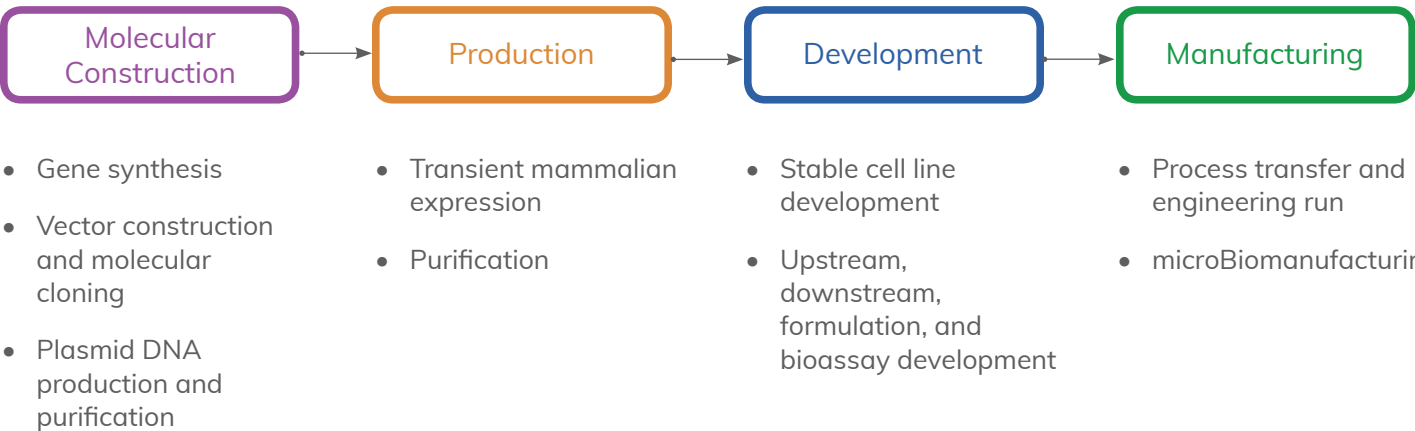 Molecular
Construction
Production
Development
Manufacturing
• Gene synthesis
• Vector construction
and molecular
cloning
• Plasmid DNA
production and
purification
• Transient mammalian
expression
• Purification
• Stable cell line
development
• Upstream,
downstream,
formulation, and
bioassay development
• Process transfer and
engineering run
• microBiomanufacturin